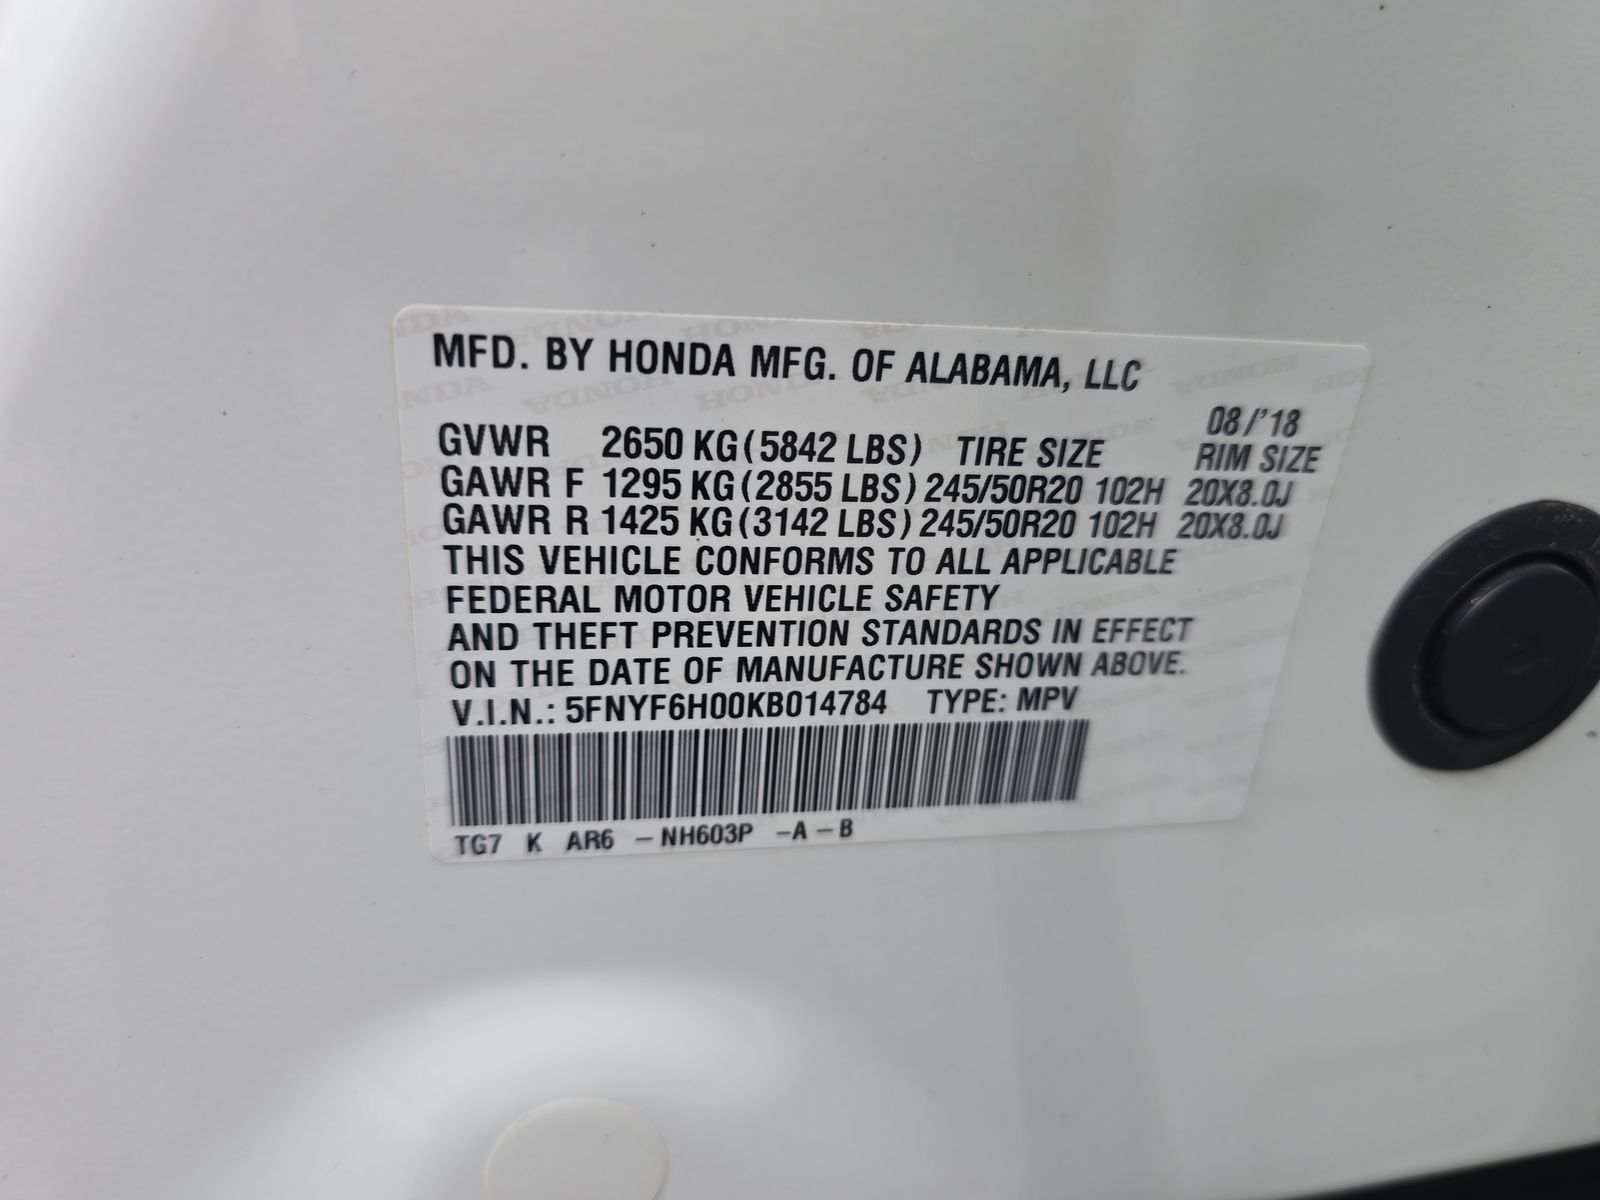 MFD. BY HONDA MFG. OF ALABAMA, LLC
08/'18
GVWR 2650 KG (5842 LBS) TIRE SIZE RIM SIZE
GAWR F 1295 KG (2855 LBS) 245/50R20 102H 20X8.0J
GAWR R 1425 KG (3142 LBS) 245/50R20 102H 20X8.0J
THIS VEHICLE CONFORMS TO ALL APPLICABLE
FEDERAL MOTOR VEHICLE SAFETY
AND THEFT PREVENTION STANDARDS IN EFFECT
ON THE DATE OF MANUFACTURE SHOWN ABOVE.
V.I.N.: 5FNYF6H00KB014784 TYPE: MPV
TG7 K AR6 – NH603P –A – B